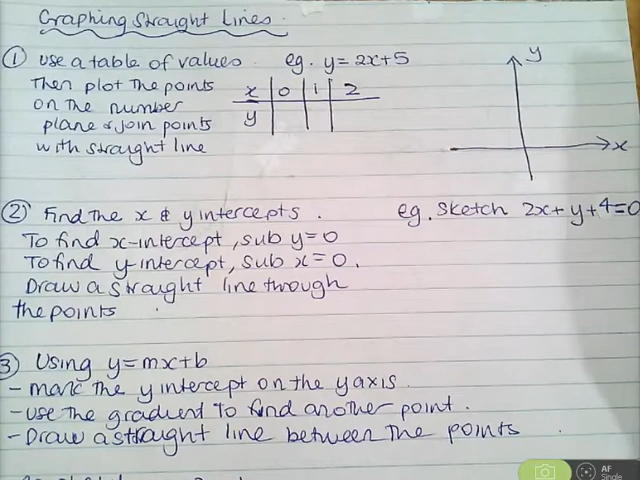 Graphing Straight Lines.
① Use a table of values. eg. y = 2x+5
Then plot the points
on the number
plane & join points
with straight line
x 0 1 2
y
y
x
② Find the x & y intercepts. eg. Sketch 2x + y + 4 = 0
To find x-intercept, sub y=0
To find y-intercept, sub x=0.
Draw a straight line through
the points
③ Using y=mx+b
- mark the y intercept on the y axis.
- use the gradient to find another point.
- Draw a straight line between the points
AF
Single